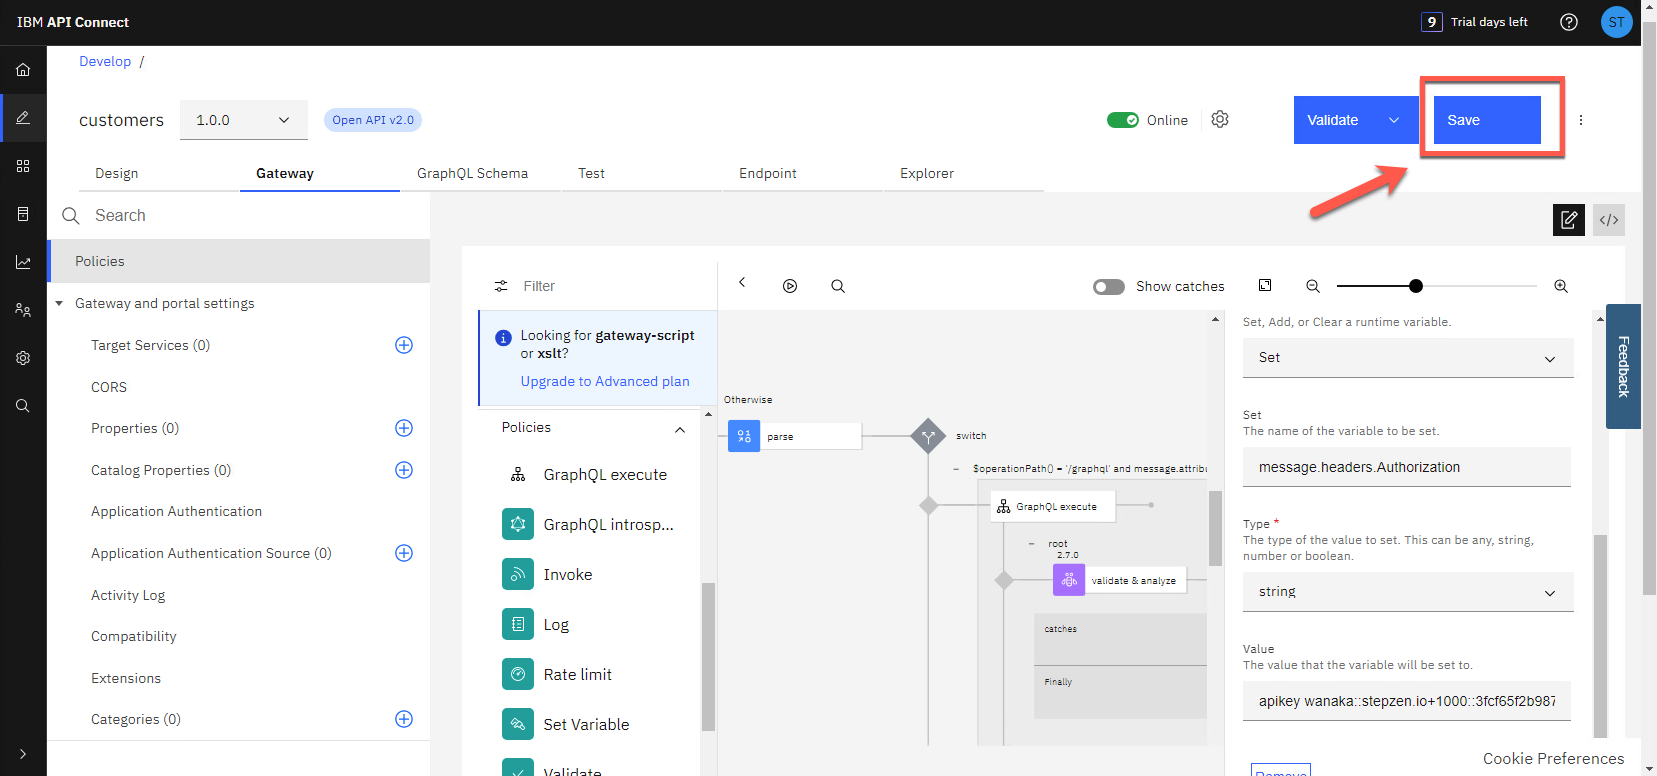 IBM API Connect
9 Trial days left
ST
Develop /
customers
1.0.0
Open API v2.0
Online
Validate
Save
Design
Gateway
GraphQL Schema
Test
Endpoint
Explorer
Search
Policies
Gateway and portal settings
Target Services (0)
CORS
Properties (0)
Catalog Properties (0)
Application Authentication
Application Authentication Source (0)
Activity Log
Compatibility
Extensions
Categories (0)
Filter
Looking for gateway-script
or xslt?
Upgrade to Advanced plan
Policies
GraphQL execute
GraphQL introsp...
Invoke
Log
Rate limit
Set Variable
Validate
Show catches
Otherwise
parse
switch
$operationPath() = '/graphql' and message.attribu
GraphQL execute
root
2.7.0
validate & analyze
catches
Finally
Set, Add, or Clear a runtime variable.
Set
Set
The name of the variable to be set.
message.headers.Authorization
Type *
The type of the value to set. This can be any, string,
number or boolean.
string
Value
The value that the variable will be set to.
apikey wanaka::stepzen.io+1000::3fcf65f2b987
Remove
Feedback
Cookie Preferences